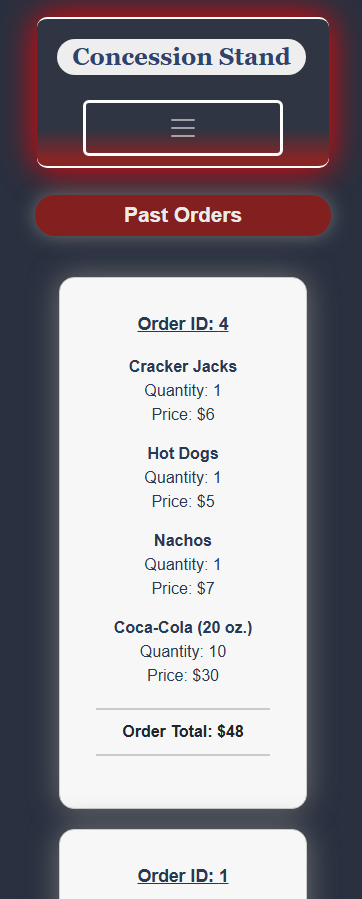 Concession Stand
Past Orders
Order ID: 4
Cracker Jacks
Quantity: 1
Price: $6
Hot Dogs
Quantity: 1
Price: $5
Nachos
Quantity: 1
Price: $7
Coca-Cola (20 oz.)
Quantity: 10
Price: $30
Order Total: $48
Order ID: 1